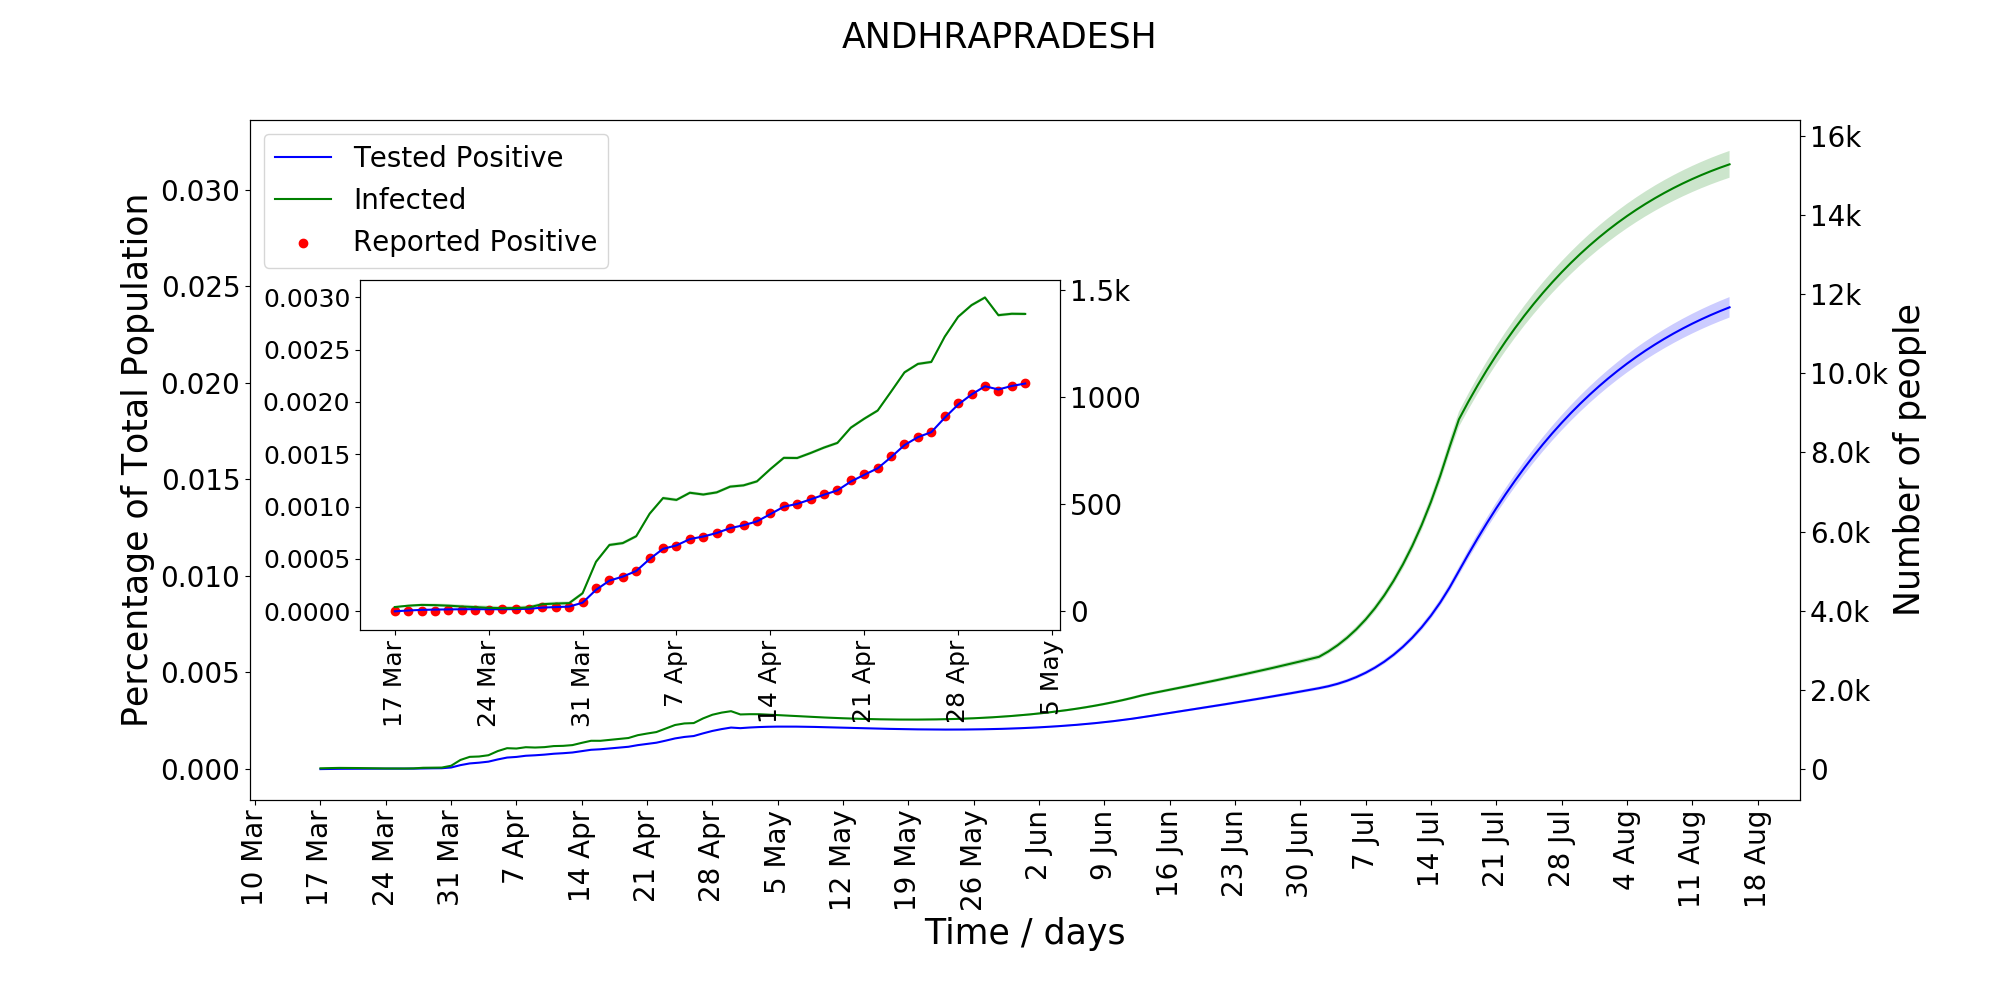 ANDHRAPRADESH
Tested Positive
Infected
Reported Positive
Percentage of Total Population
0.030
0.025
0.020
0.015
0.010
0.005
0.000
0.0030
0.0025
0.0020
0.0015
0.0010
0.0005
0.0000
1.5k
1000
500
0
17 Mar
24 Mar
31 Mar
7 Apr
14 Apr
21 Apr
28 Apr
5 May
16k
14k
12k
10.0k
8.0k
6.0k
4.0k
2.0k
0
Number of people
10 Mar
17 Mar
24 Mar
31 Mar
7 Apr
14 Apr
21 Apr
28 Apr
5 May
12 May
19 May
26 May
2 Jun
9 Jun
16 Jun
23 Jun
30 Jun
7 Jul
14 Jul
21 Jul
28 Jul
4 Aug
11 Aug
18 Aug
Time / days